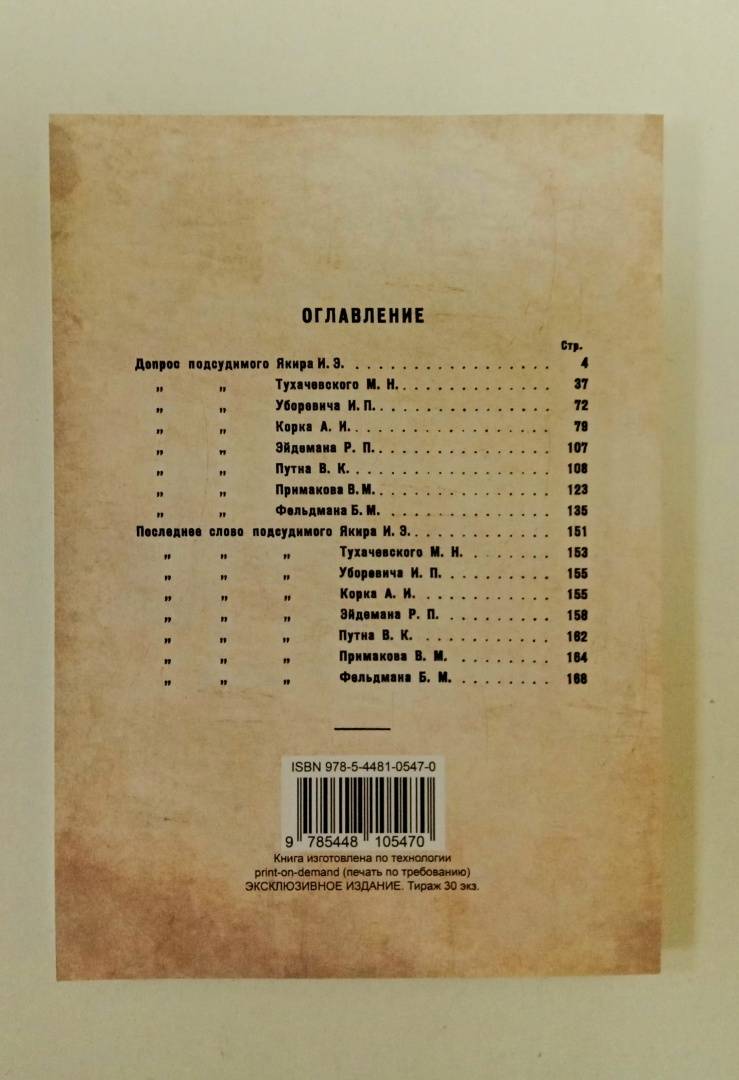 ОГЛАВЛЕНИЕ
Стр.
Допрос подсудимого Якира И. Э. . . . . . . . . . . . . . . . . . . 4
„ „ Тухачевского М. Н. . . . . . . . . . . . . . 37
„ „ Уборевича И. П. . . . . . . . . . . . . . . . 72
„ „ Корка А. И. . . . . . . . . . . . . . . . . . 79
„ „ Эйдемана Р. П. . . . . . . . . . . . . . . . 107
„ „ Путна В. К. . . . . . . . . . . . . . . . . . 108
„ „ Примакова В. М. . . . . . . . . . . . . . . . 123
„ „ Фельдмана Б. М. . . . . . . . . . . . . . . . 135
Последнее слово подсудимого Якира И. Э. . . . . . . . . . . . . 151
„ „ „ Тухачевского М. Н. . . . . . . . 153
„ „ „ Уборевича И. П. . . . . . . . . . 155
„ „ „ Корка А. И. . . . . . . . . . . . . 155
„ „ „ Эйдемана Р. П. . . . . . . . . . 158
„ „ „ Путна В. К. . . . . . . . . . . . 162
„ „ „ Примакова В. М. . . . . . . . . 164
„ „ „ Фельдмана Б. М. . . . . . . . . 168
ISBN 978-5-4481-0547-0
9 785448 105470
Книга изготовлена по технологии
print-on-demand (печать по требованию)
ЭКСКЛЮЗИВНОЕ ИЗДАНИЕ. Тираж 30 экз.